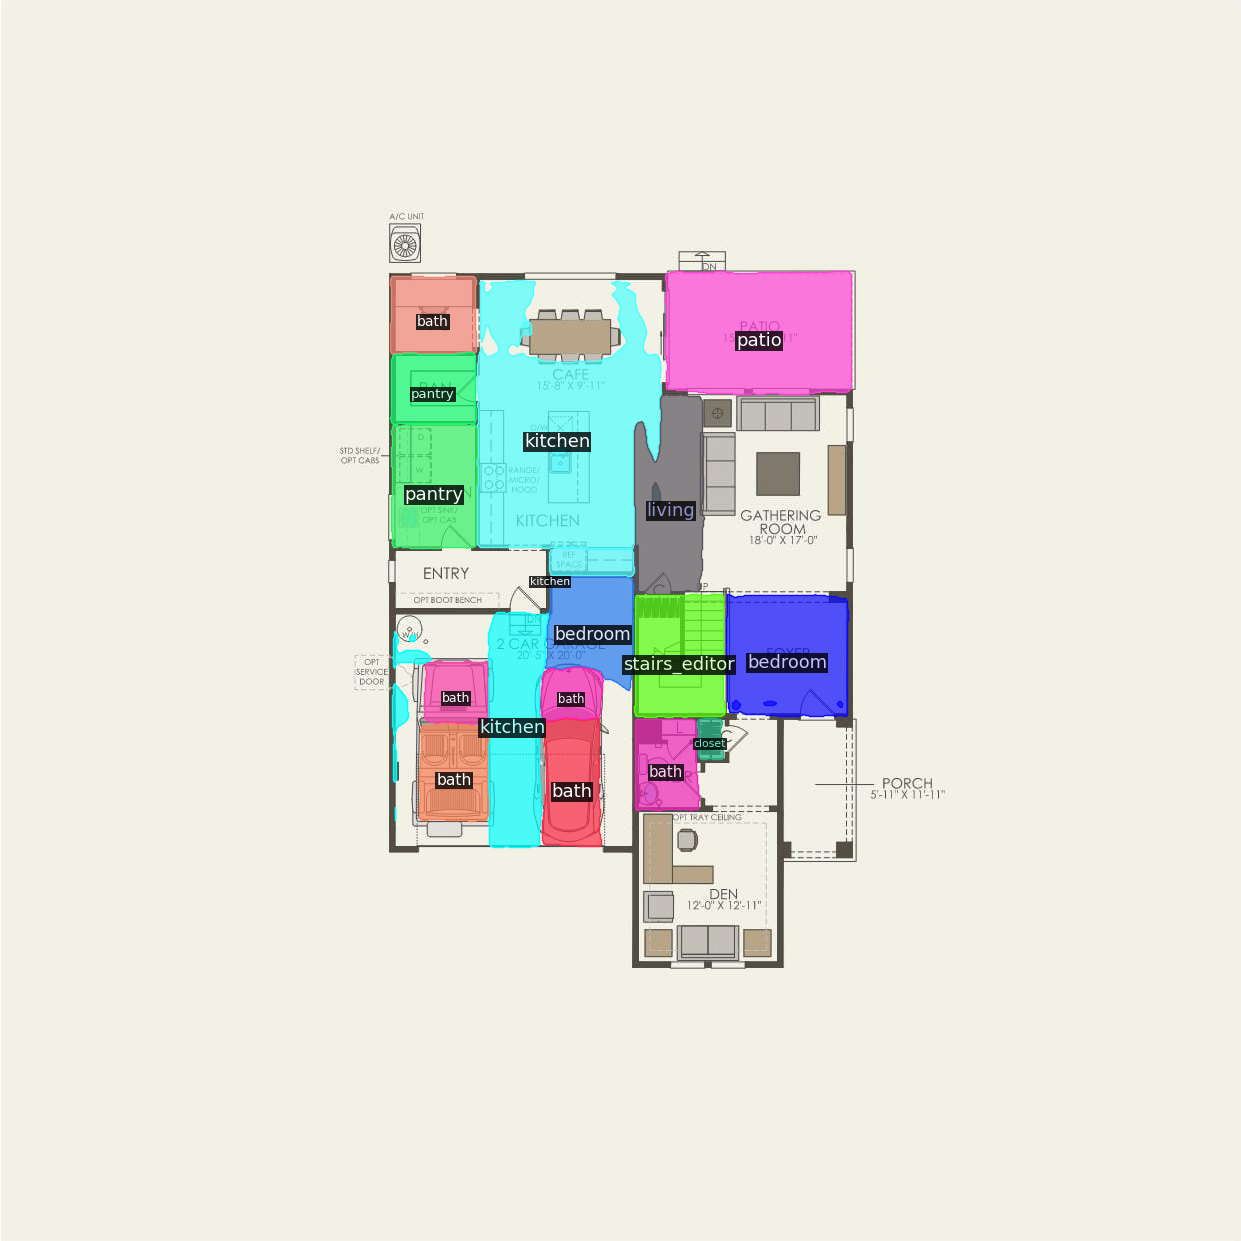 A/C UNIT
DN
bath
PATIO
patio
CAFE
15'-8" X 9'-11"
PAN
pantry
D/W
kitchen
STD SHELF/
OPT CABS
D
W
RANGE/
MICRO/
HOOD
pantry
OPT SINK/
OPT CAB
living
GATHERING
ROOM
18'-0" X 17'-0"
KITCHEN
REF
SPACE
ENTRY
kitchen
C
UP
OPT BOOT BENCH
DN
bedroom
2 CAR GARAGE
20'-5" X 20'-0"
FOYER
stairs_editor
bedroom
OPT
SERVICE
DOOR
bath
bath
kitchen
L
C
closet
bath
bath
bath
PORCH
5'-11" X 11'-11"
OPT TRAY CEILING
DEN
12'-0" X 12'-11"